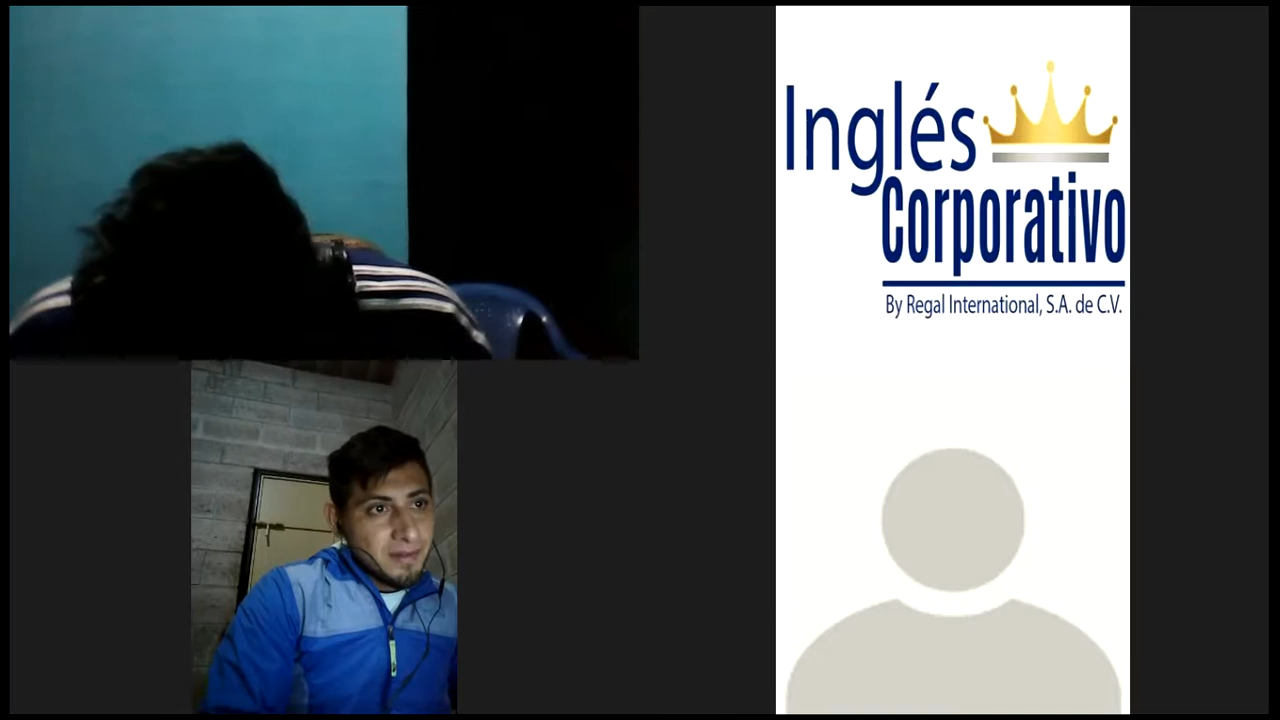 Inglés
Corporativo
By Regal International, S.A. de C.V.